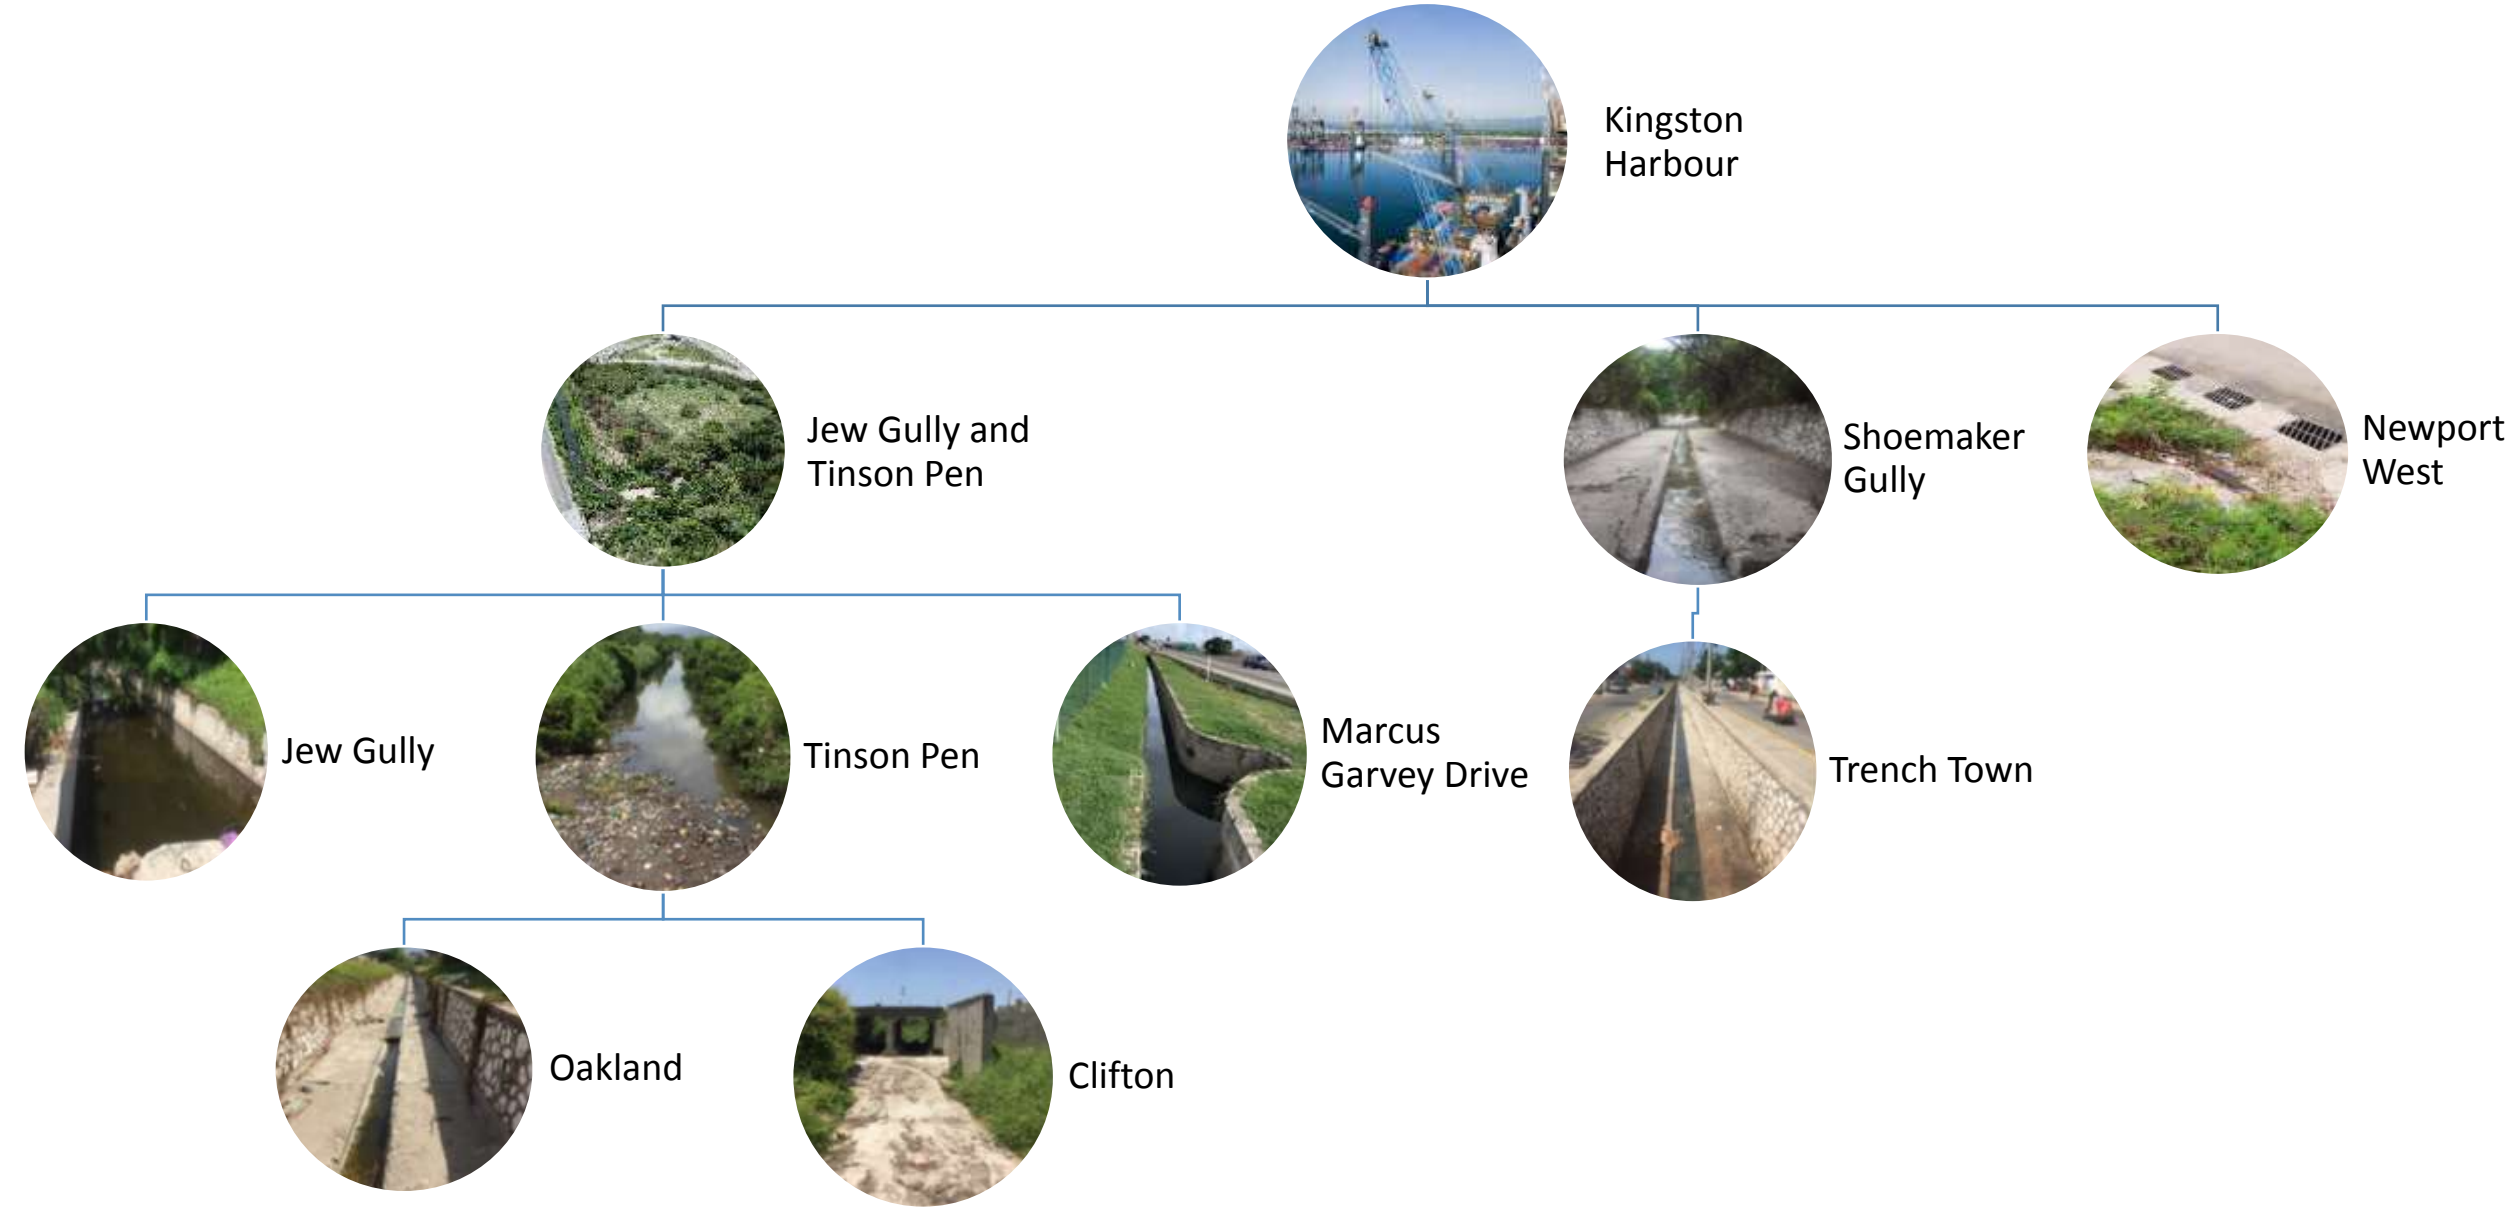 Kingston
Harbour
Jew Gully and
Tinson Pen
Shoemaker
Gully
Newport
West
Jew Gully
Tinson Pen
Marcus
Garvey Drive
Trench Town
Oakland
Clifton